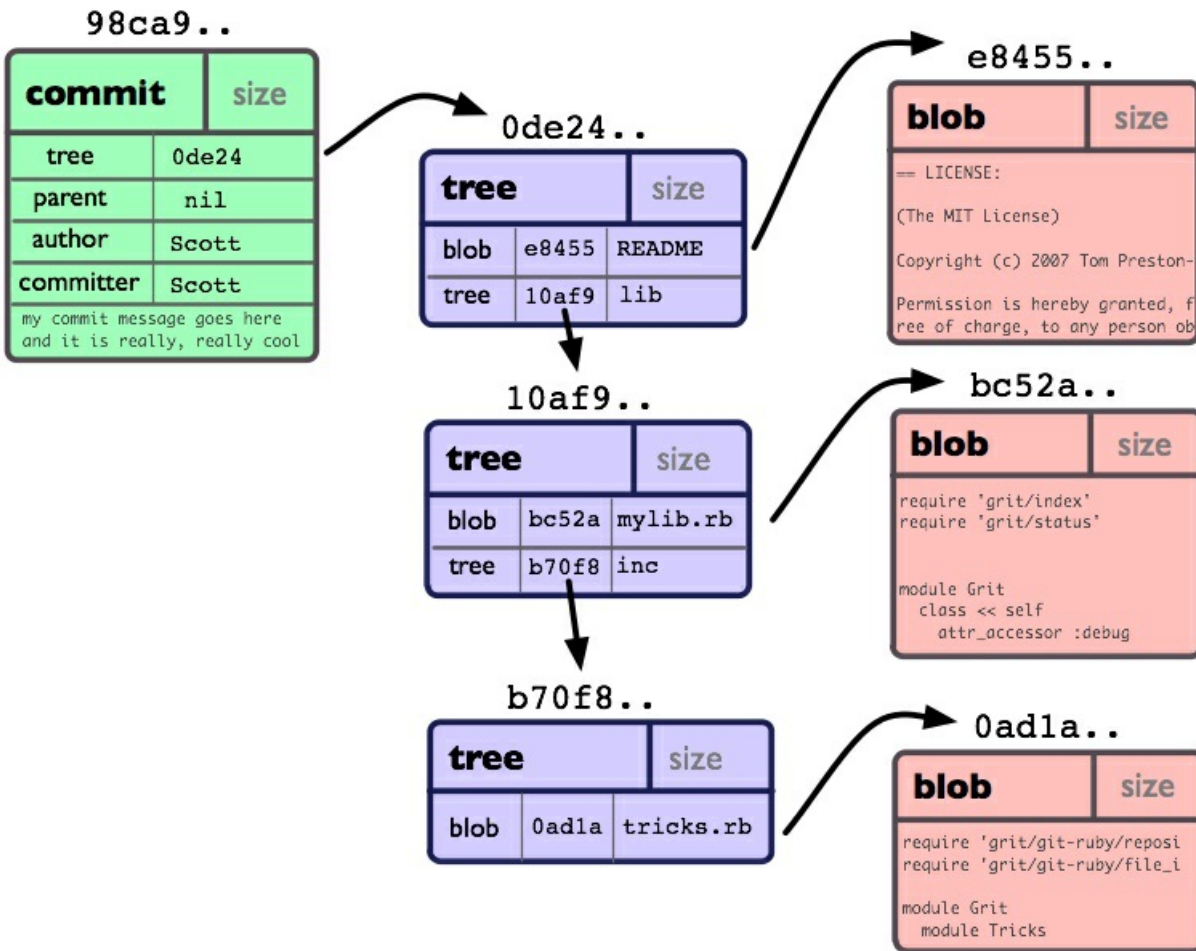 98ca9..
commit size
tree 0de24
parent nil
author Scott
committer Scott
my commit message goes here
and it is really, really cool
0de24..
tree size
blob e8455 README
tree 10af9 lib
10af9..
tree size
blob bc52a mylib.rb
tree b70f8 inc
b70f8..
tree size
blob 0ad1a tricks.rb
e8455..
blob size
== LICENSE:
(The MIT License)
Copyright (c) 2007 Tom Preston-
Permission is hereby granted, f
ree of charge, to any person ob
bc52a..
blob size
require 'grit/index'
require 'grit/status'
module Grit
class << self
attr_accessor :debug
0ad1a..
blob size
require 'grit/git-ruby/reposi
require 'grit/git-ruby/file_i
module Grit
module Tricks